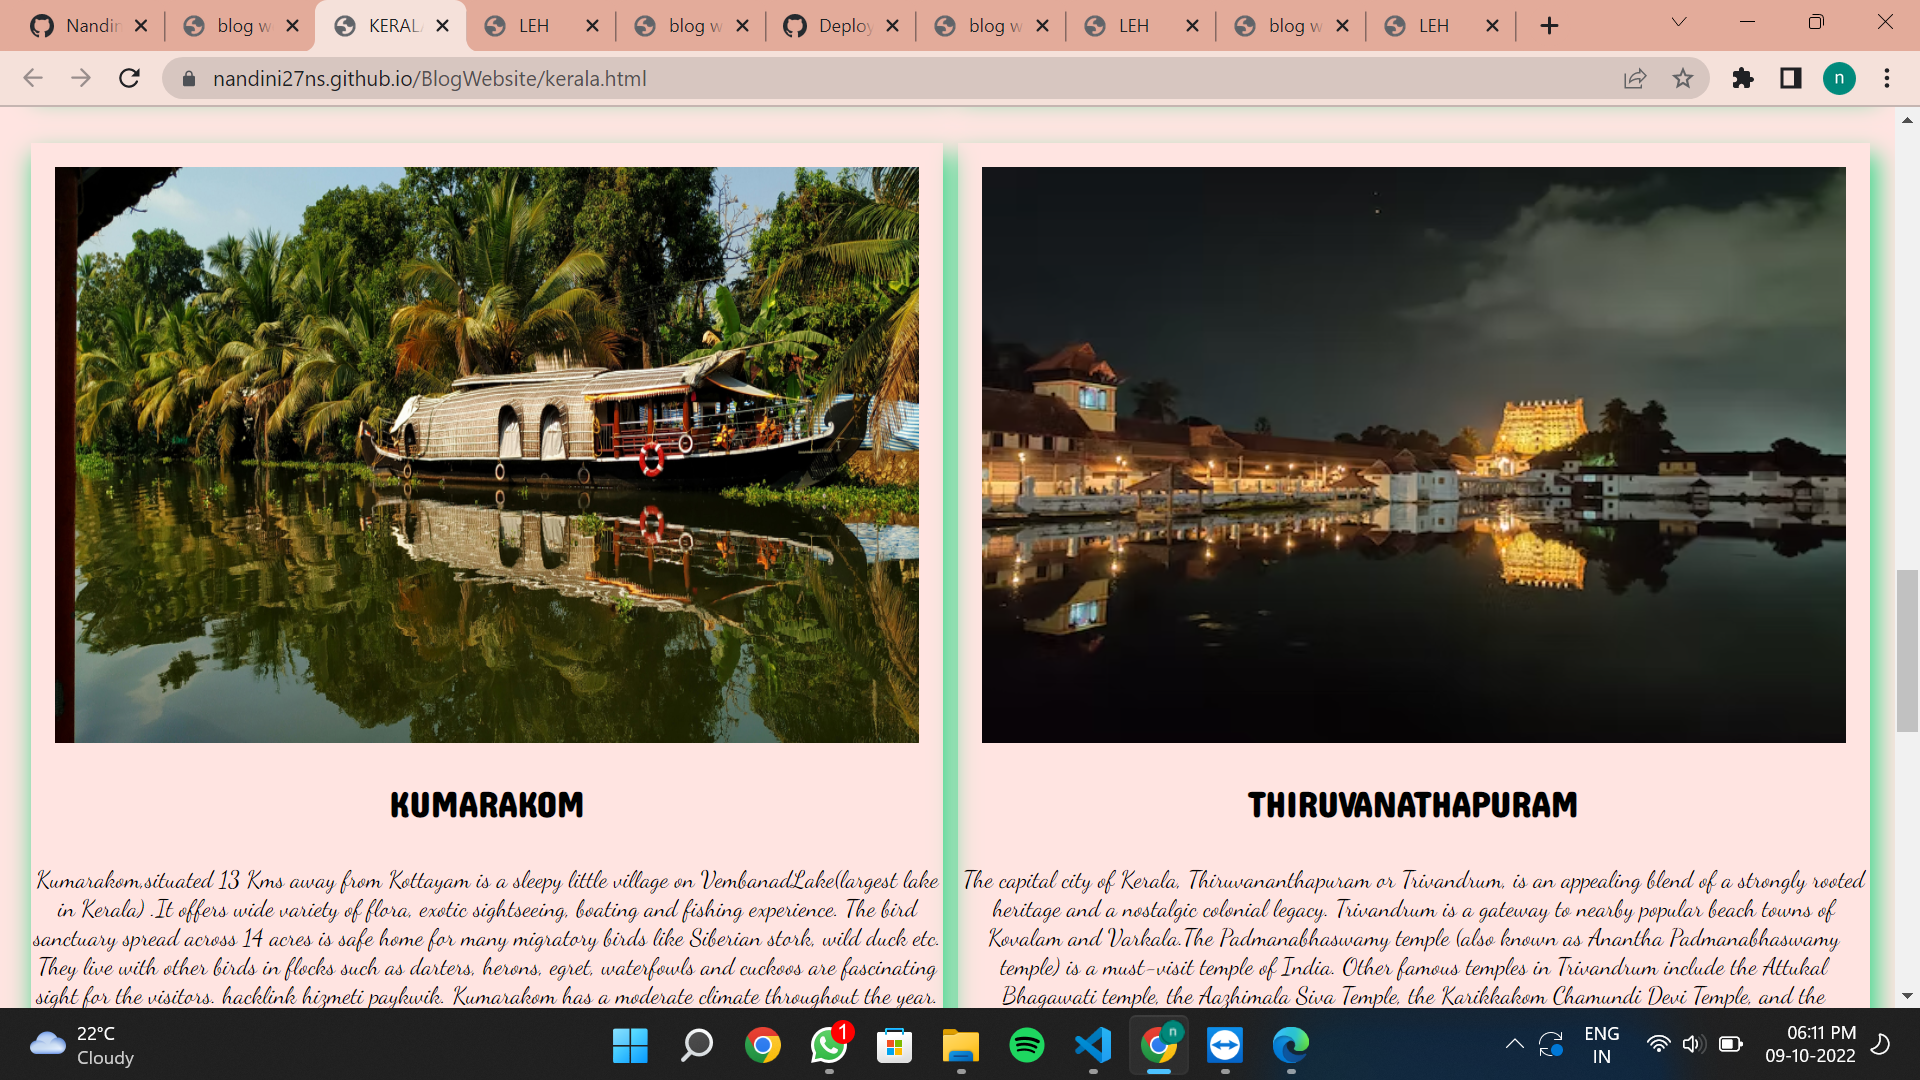 Nandin
blog w
KERAL
LEH
blog w
Deploy
blog w
LEH
blog w
LEH
nandini27ns.github.io/BlogWebsite/kerala.html
n
KUMARAKOM
Kumarakom,situated 13 Kms away from Kottayam is a sleepy little village on VembanadLake(largest lake
in Kerala) .It offers wide variety of flora, exotic sightseeing, boating and fishing experience. The bird
sanctuary spread across 14 acres is safe home for many migratory birds like Siberian stork, wild duck etc.
They live with other birds in flocks such as darters, herons, egret, waterfowls and cuckoos are fascinating
sight for the visitors. hacklink hizmeti paykwik. Kumarakom has a moderate climate throughout the year.
THIRUVANATHAPURAM
The capital city of Kerala, Thiruvananthapuram or Trivandrum, is an appealing blend of a strongly rooted
heritage and a nostalgic colonial legacy. Trivandrum is a gateway to nearby popular beach towns of
Kovalam and Varkala.The Padmanabhaswamy temple (also known as Anantha Padmanabhaswamy
temple) is a must-visit temple of India. Other famous temples in Trivandrum include the Attukal
Bhagawati temple, the Aazhimala Siva Temple, the Karikkakom Chamundi Devi Temple, and the
22°C
Cloudy
1
n
ENG
IN
06:11 PM
09-10-2022